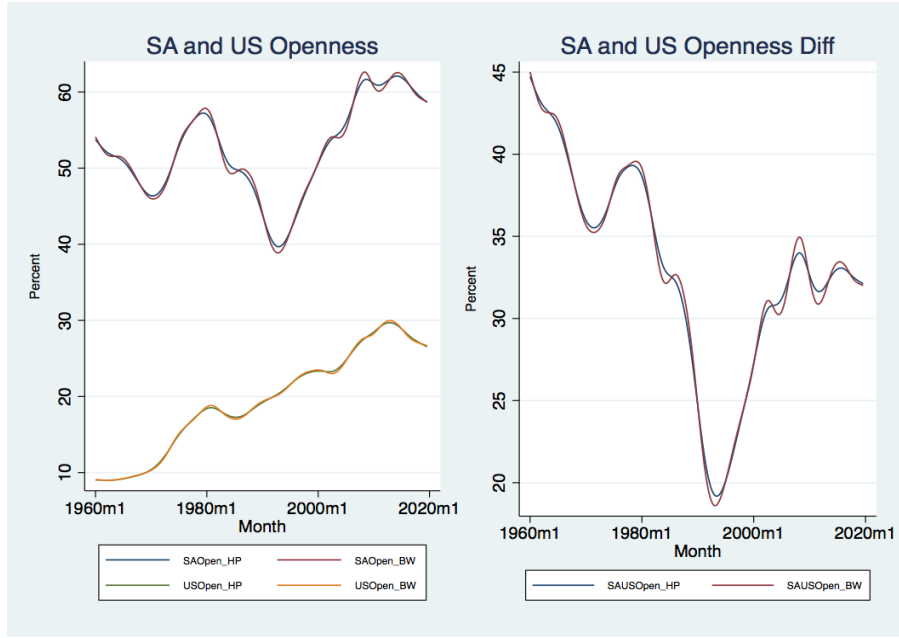 SA and US Openness
Percent
60
50
40
30
20
10
1960m1 1980m1 2000m1 2020m1
Month
SAOpen_HP SAOpen_BW
USOpen_HP USOpen_BW
SA and US Openness Diff
Percent
45
40
35
30
25
20
1960m1 1980m1 2000m1 2020m1
Month
SAUSOpen_HP SAUSOpen_BW